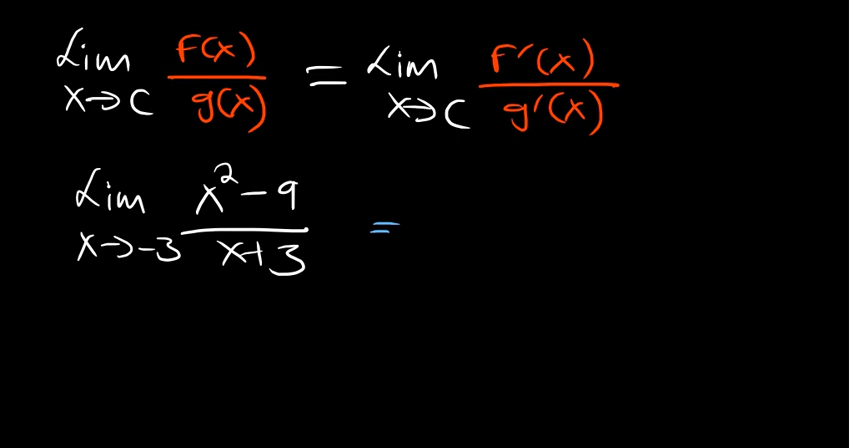 Lim x→c F(x)/g(x) = Lim x→c F'(x)/g'(x)
Lim x→-3 x²-9/x+3 =